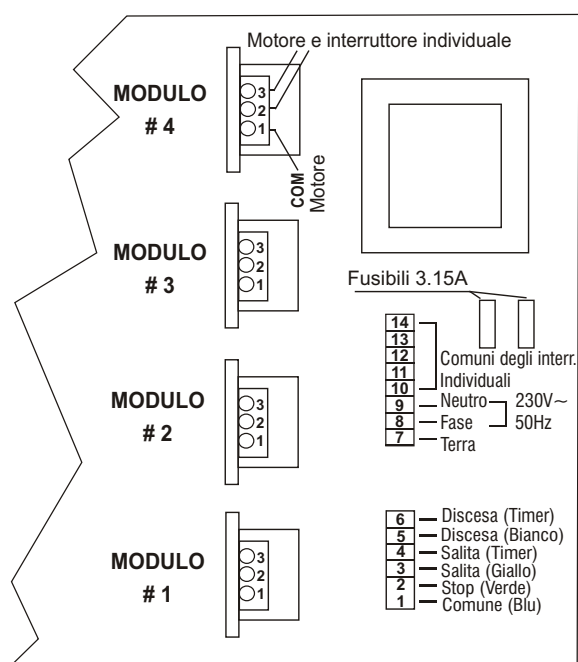 Motore e interruttore individuale
MODULO
# 4
3
2
1
COM
Motore
MODULO
# 3
3
2
1
Fusibili 3.15A
14
13
12
11
10
Comuni degli interr.
Individuali
9 Neutro
8 Fase
7 Terra
230V~
50Hz
MODULO
# 2
3
2
1
6 Discesa (Timer)
5 Discesa (Bianco)
4 Salita (Timer)
3 Salita (Giallo)
2 Stop (Verde)
1 Comune (Blu)
MODULO
# 1
3
2
1